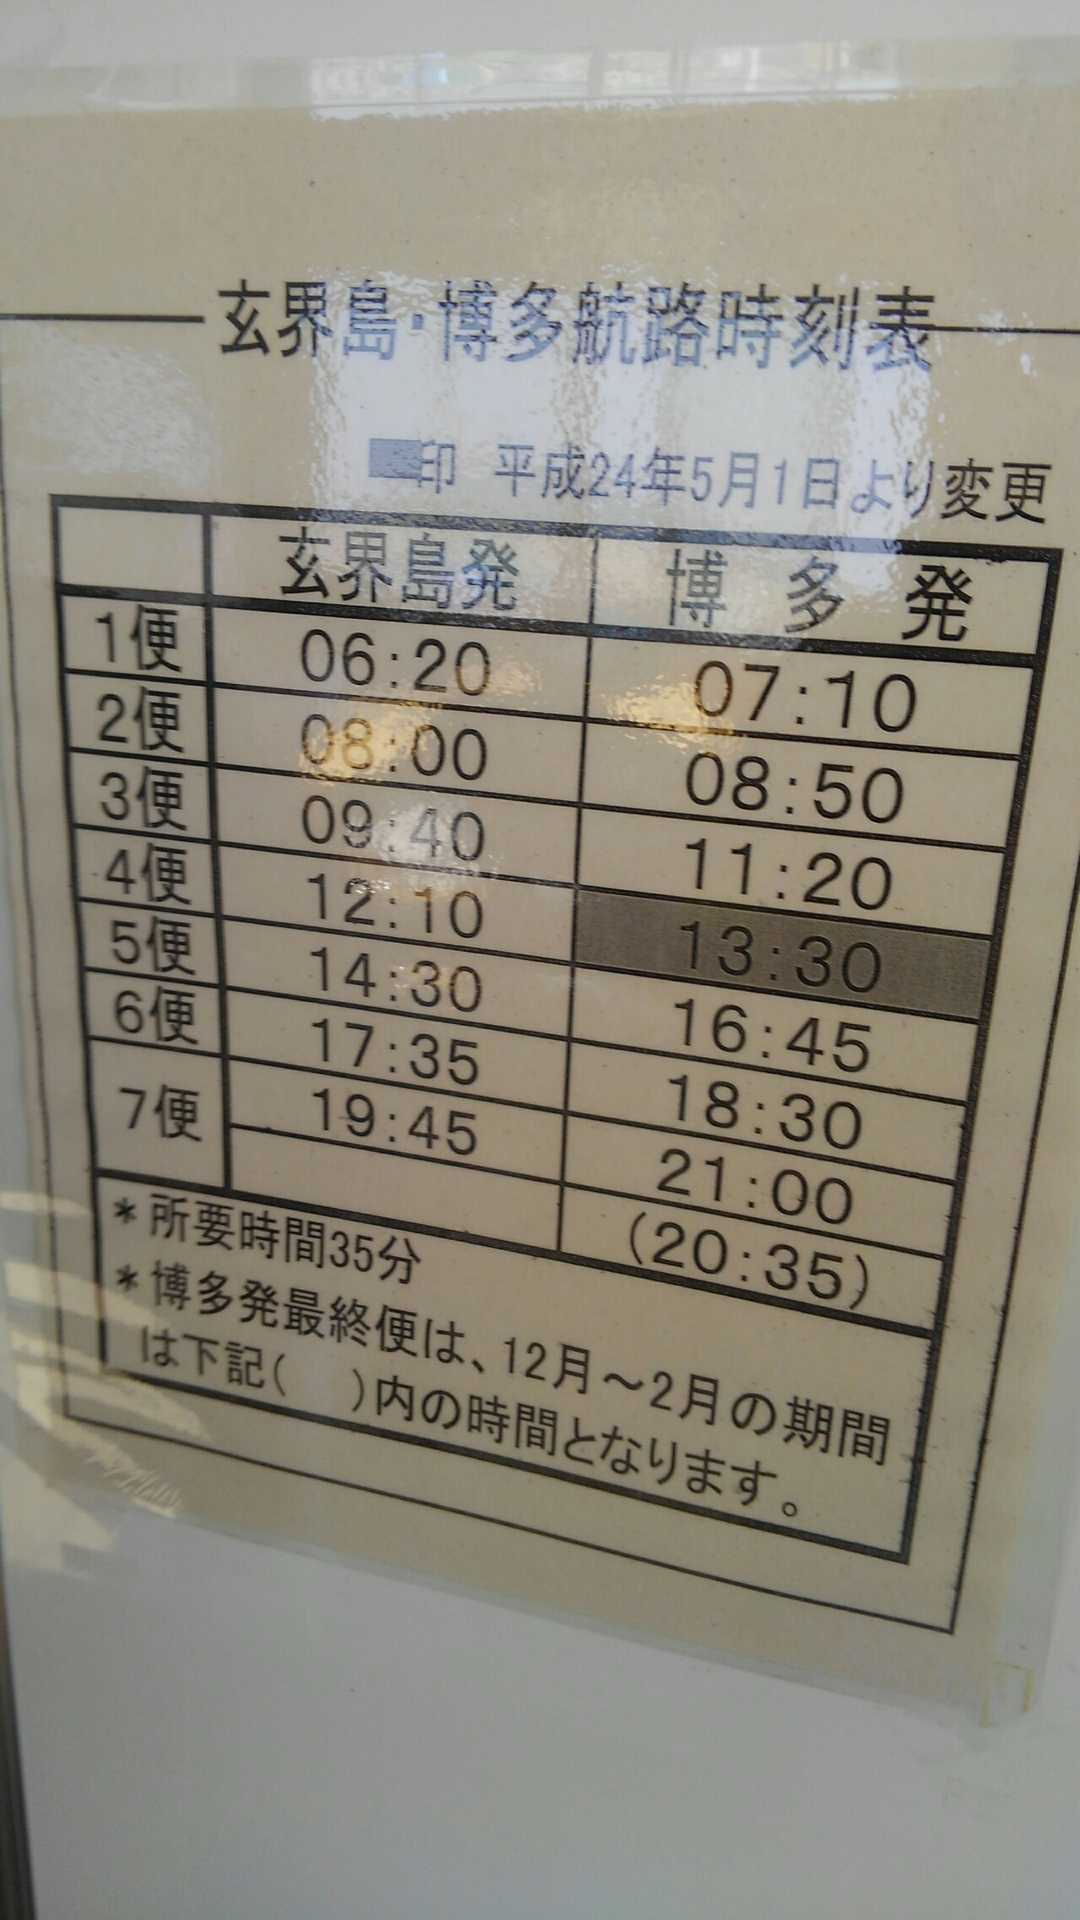 玄界島・博多航路時刻表
印 平成24年5月1日より変更
玄界島発 博多発
1便 06:20 07:10
2便 08:00 08:50
3便 09:40 11:20
4便 12:10 13:30
5便 14:30 16:45
6便 17:35 18:30
7便 19:45 21:00
(20:35)
*所要時間35分
*博多発最終便は、12月～2月の期間
は下記( )内の時間となります。